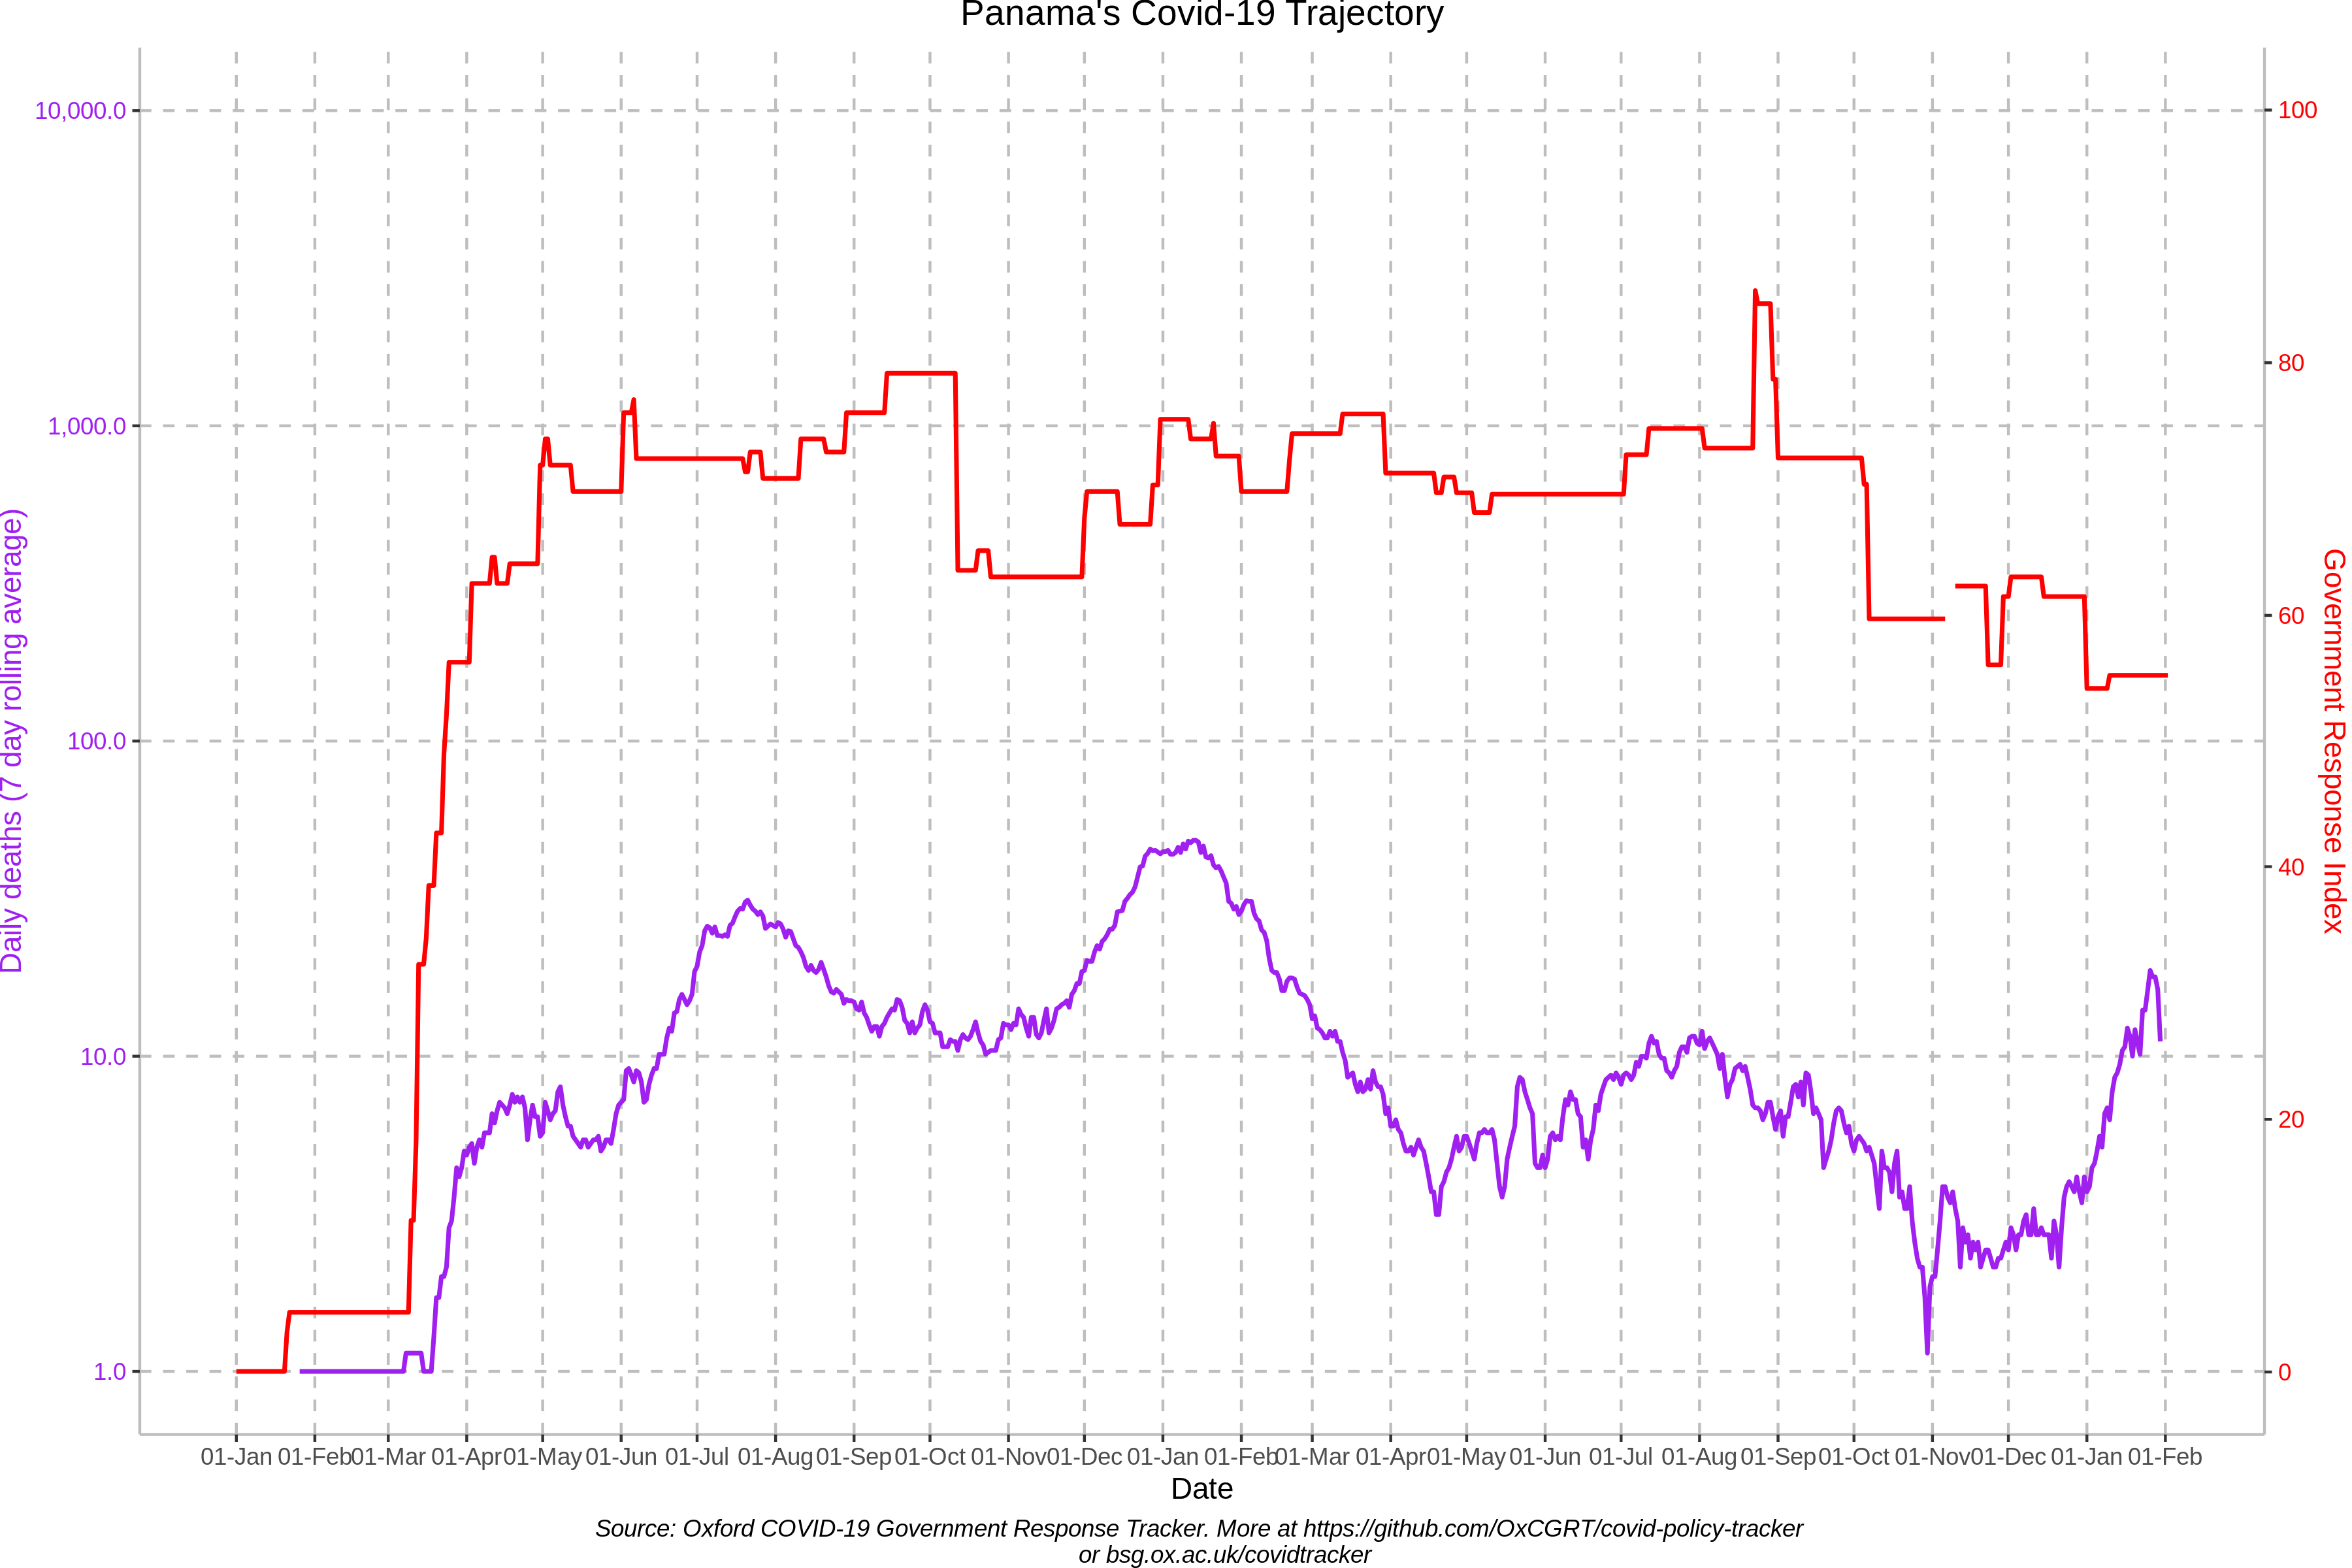 Panama's Covid-19 Trajectory
10,000.0
1,000.0
100.0
10.0
1.0
Daily deaths (7 day rolling average)
100
80
60
40
20
0
Government Response Index
01-Jan 01-Feb 01-Mar 01-Apr 01-May 01-Jun 01-Jul 01-Aug 01-Sep 01-Oct 01-Nov 01-Dec 01-Jan 01-Feb 01-Mar 01-Apr 01-May 01-Jun 01-Jul 01-Aug 01-Sep 01-Oct 01-Nov 01-Dec 01-Jan 01-Feb
Date
Source: Oxford COVID-19 Government Response Tracker. More at https://github.com/OxCGRT/covid-policy-tracker
or bsg.ox.ac.uk/covidtracker